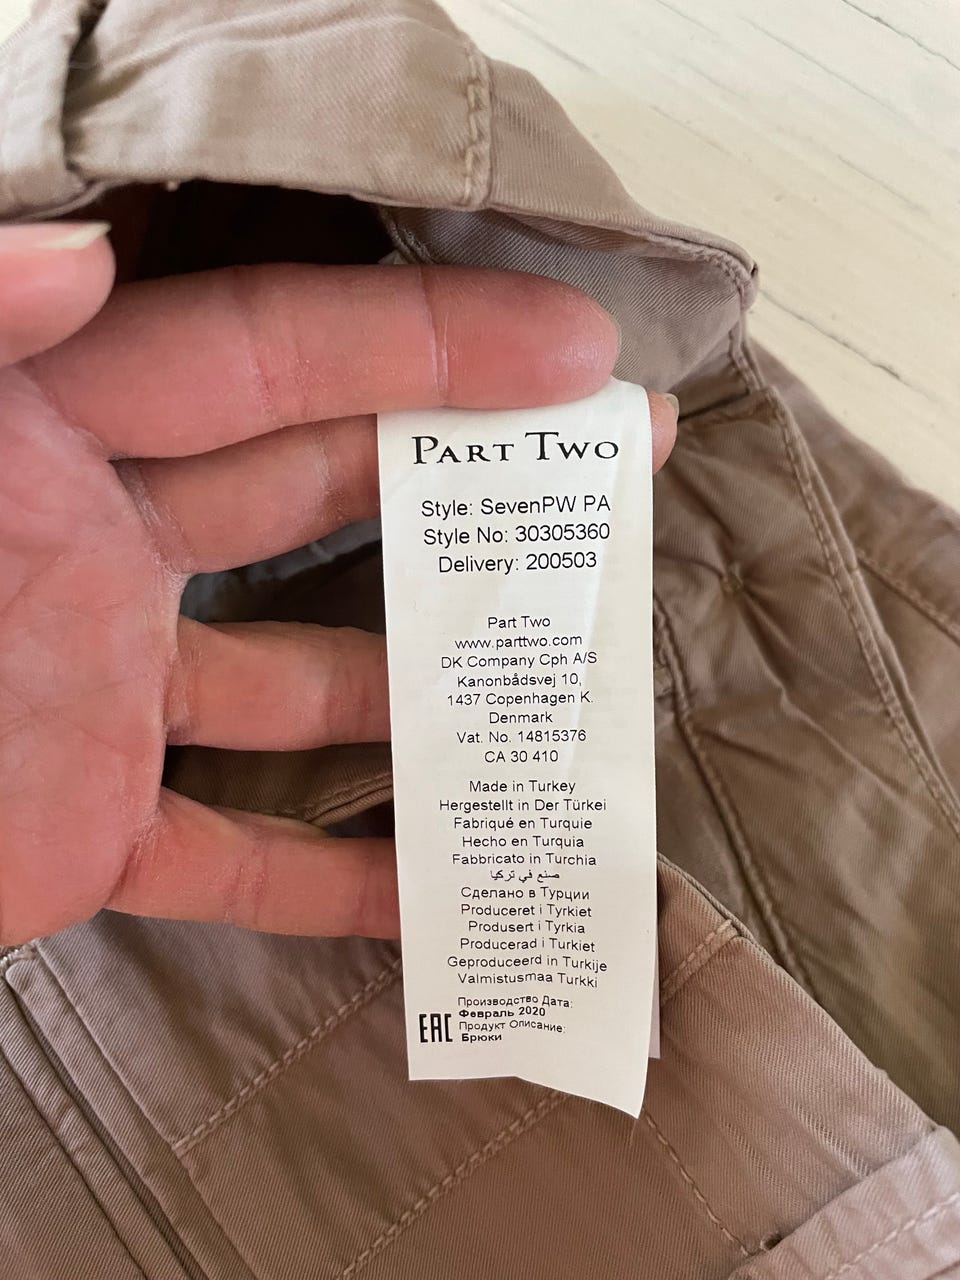 PART TWO
Style: SevenPW PA
Style No: 30305360
Delivery: 200503
Part Two
www.parttwo.com
DK Company Cph A/S
Kanonbådsvej 10,
1437 Copenhagen K.
Denmark
Vat. No. 14815376
CA 30 410
Made in Turkey
Hergestellt in Der Türkei
Fabriqué en Turquie
Hecho en Turquia
Fabbricato in Turchia
صنع في تركيا
Сделано в Турции
Produceret i Tyrkiet
Produsert i Tyrkia
Producerad i Turkiet
Geproduceerd in Turkije
Valmistusmaa Turkki
Производство Дата:
Февраль 2020
EAC Продукт Описание:
Брюки